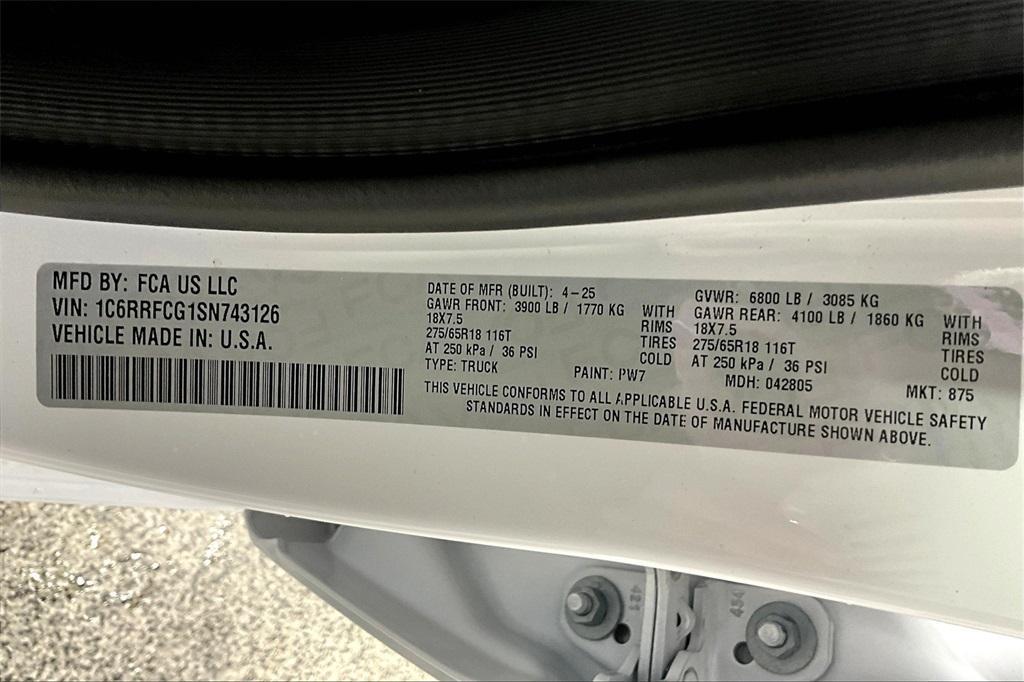 MFD BY: FCA US LLC
VIN: 1C6RRFCG1SN743126
VEHICLE MADE IN: U.S.A.
DATE OF MFR (BUILT): 4-25
GAWR FRONT: 3900 LB / 1770 KG WITH
18X7.5 RIMS
275/65R18 116T TIRES
AT 250 kPa / 36 PSI COLD
TYPE: TRUCK PAINT: PW7
GVWR: 6800 LB / 3085 KG
GAWR REAR: 4100 LB / 1860 KG WITH
18X7.5 RIMS
275/65R18 116T TIRES
AT 250 kPa / 36 PSI COLD
MDH: 042805 MKT: 875
THIS VEHICLE CONFORMS TO ALL APPLICABLE U.S.A. FEDERAL MOTOR VEHICLE SAFETY
STANDARDS IN EFFECT ON THE DATE OF MANUFACTURE SHOWN ABOVE.
421